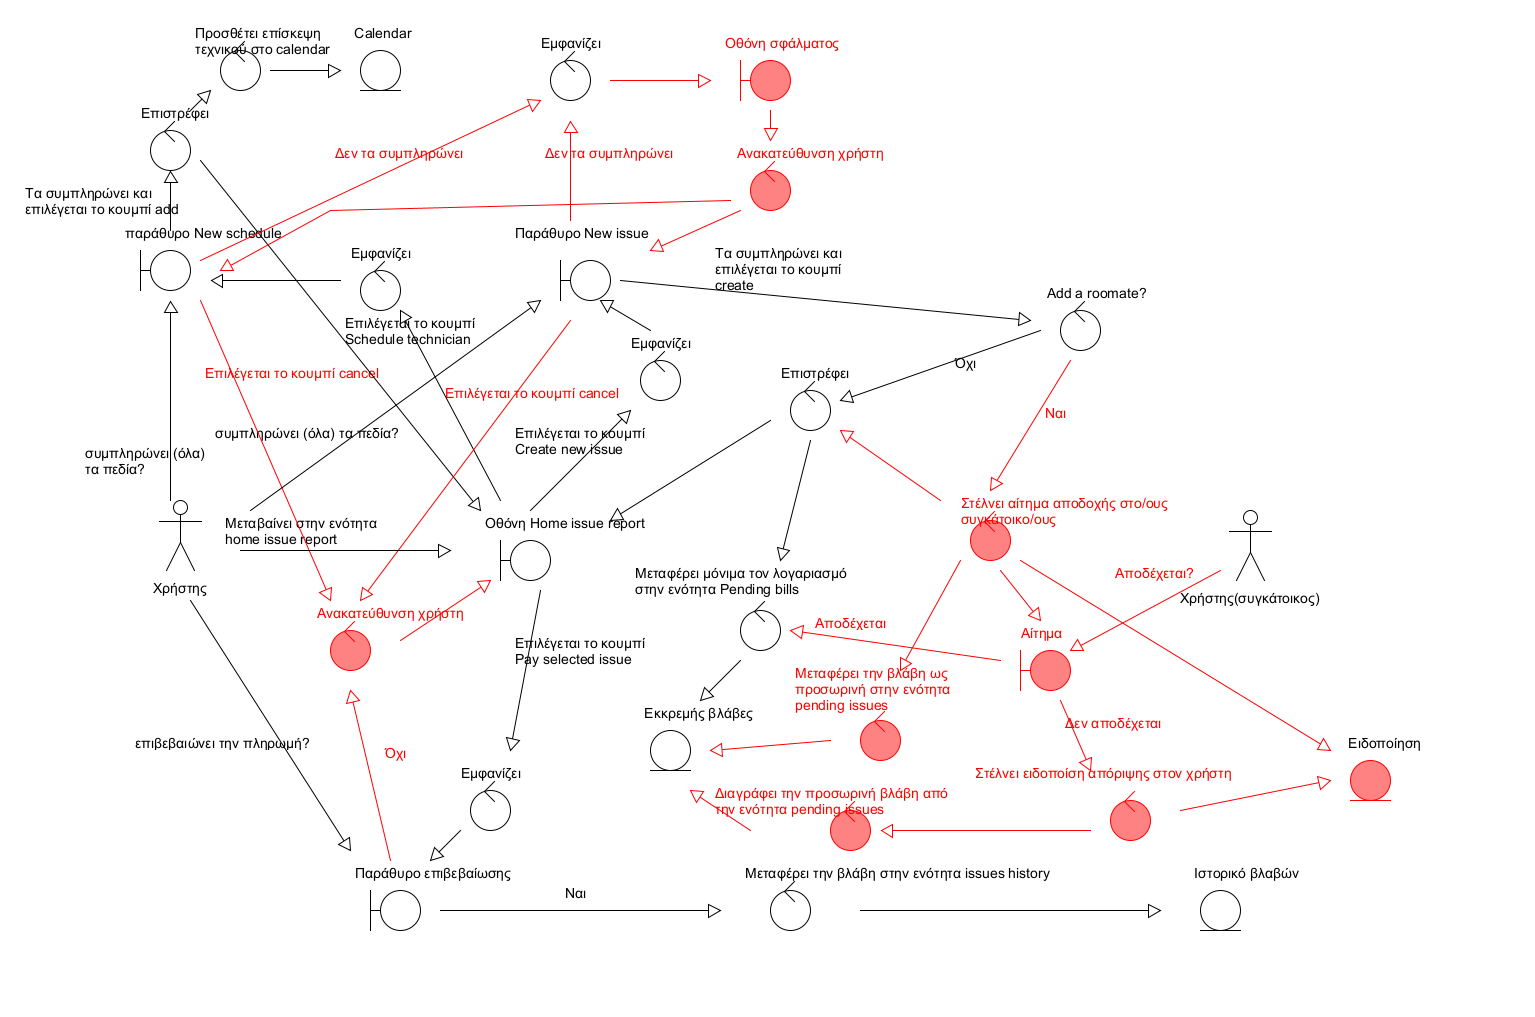 Προσθέτει επίσκεψη
τεχνικού στο calendar
Calendar
Εμφανίζει
Οθόνη σφάλματος
Επιστρέφει
Δεν τα συμπληρώνει
Δεν τα συμπληρώνει
Ανακατεύθυνση χρήστη
Τα συμπληρώνει και
επιλέγεται το κουμπί add
παράθυρο New schedule
Παράθυρο New issue
Εμφανίζει
Τα συμπληρώνει και
επιλέγεται το κουμπί
create
Add a roomate?
Επιλέγεται το κουμπί
Schedule technician
Εμφανίζει
Όχι
Επιλέγεται το κουμπί cancel
Επιλέγεται το κουμπί cancel
Επιστρέφει
Ναι
συμπληρώνει (όλα) τα πεδία?
Επιλέγεται το κουμπί
Create new issue
συμπληρώνει (όλα)
τα πεδία?
Μεταβαίνει στην ενότητα
home issue report
Οθόνη Home issue report
Στέλνει αίτημα αποδοχής στο/ους
συγκάτοικο/ους
Χρήστης
Μεταφέρει μόνιμα τον λογαριασμό
στην ενότητα Pending bills
Αποδέχεται?
Χρήστης(συγκάτοικος)
Ανακατεύθυνση χρήστη
Αποδέχεται
Αίτημα
Επιλέγεται το κουμπί
Pay selected issue
Μεταφέρει την βλάβη ως
προσωρινή στην ενότητα
pending issues
Εκκρεμής βλάβες
Δεν αποδέχεται
επιβεβαιώνει την πληρωμή?
Όχι
Ειδοποίηση
Εμφανίζει
Στέλνει ειδοποίση απόριψης στον χρήστη
Διαγράφει την προσωρινή βλάβη από
την ενότητα pending issues
Παράθυρο επιβεβαίωσης
Ναι
Μεταφέρει την βλάβη στην ενότητα issues history
Ιστορικό βλαβών